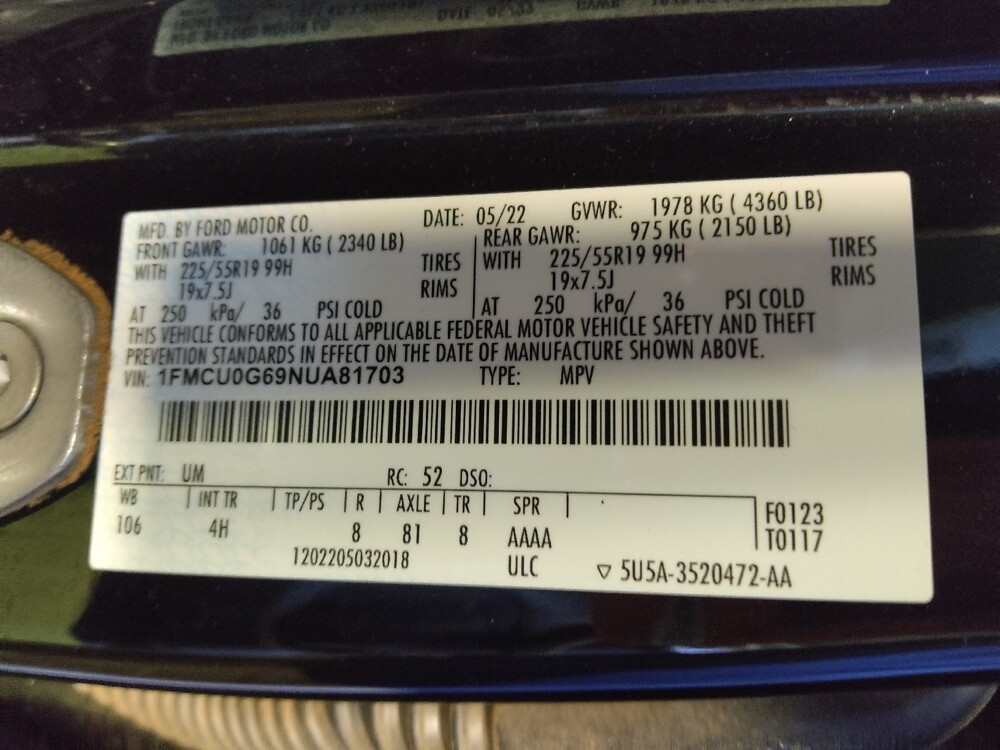 MFD. BY FORD MOTOR CO. DATE: 05/22 GVWR: 1978 KG ( 4360 LB)
FRONT GAWR: 1061 KG ( 2340 LB) REAR GAWR: 975 KG ( 2150 LB)
WITH 225/55R19 99H TIRES WITH 225/55R19 99H TIRES
19x7.5J RIMS 19x7.5J RIMS
AT 250 kPa/ 36 PSI COLD AT 250 kPa/ 36 PSI COLD
THIS VEHICLE CONFORMS TO ALL APPLICABLE FEDERAL MOTOR VEHICLE SAFETY AND THEFT
PREVENTION STANDARDS IN EFFECT ON THE DATE OF MANUFACTURE SHOWN ABOVE.
VIN: 1FMCU0G69NUA81703 TYPE: MPV
EXT PNT: UM RC: 52 DSO:
WB INT TR TP/PS R AXLE TR SPR
106 4H 8 81 8 AAAA
F0123
T0117
1202205032018 ULC ▽ 5U5A-3520472-AA